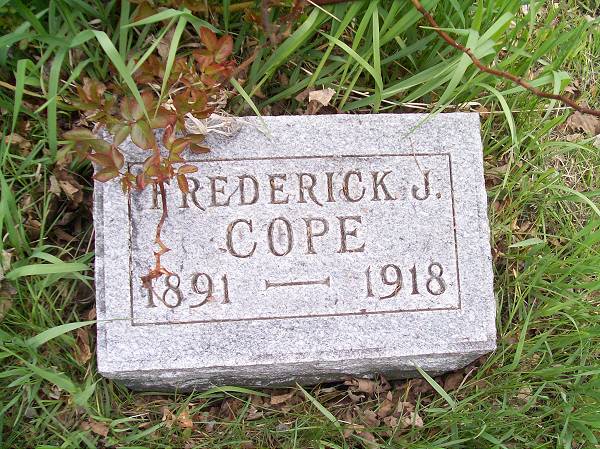 FREDERICK J.
COPE
1891 — 1918